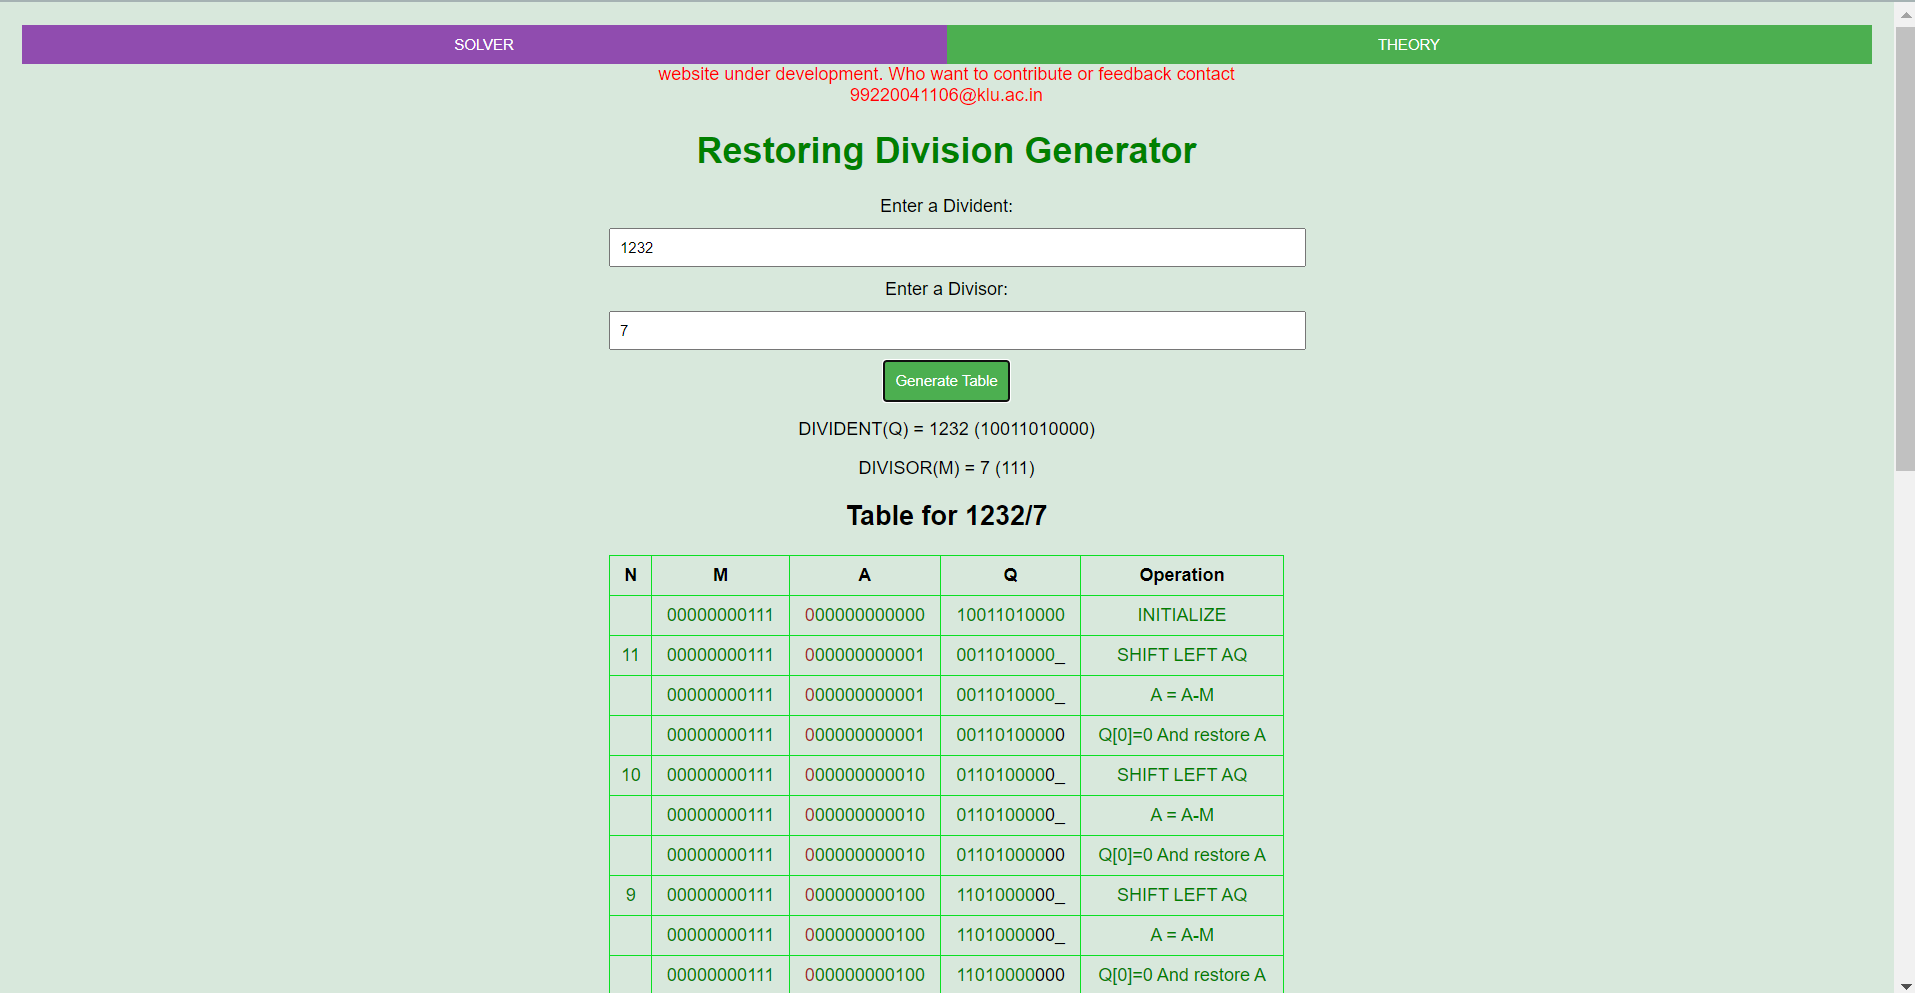 SOLVER THEORY
website under development. Who want to contribute or feedback contact
99220041106@klu.ac.in
Restoring Division Generator
Enter a Divident:
1232
Enter a Divisor:
7
Generate Table
DIVIDENT(Q) = 1232 (10011010000)
DIVISOR(M) = 7 (111)
Table for 1232/7
N M A Q Operation
00000000111 000000000000 10011010000 INITIALIZE
11 00000000111 000000000001 0011010000_ SHIFT LEFT AQ
00000000111 000000000001 0011010000_ A = A-M
00000000111 000000000001 00110100000 Q[0]=0 And restore A
10 00000000111 000000000010 0110100000_ SHIFT LEFT AQ
00000000111 000000000010 0110100000_ A = A-M
00000000111 000000000010 01101000000 Q[0]=0 And restore A
9 00000000111 000000000100 1101000000_ SHIFT LEFT AQ
00000000111 000000000100 1101000000_ A = A-M
00000000111 000000000100 11010000000 Q[0]=0 And restore A